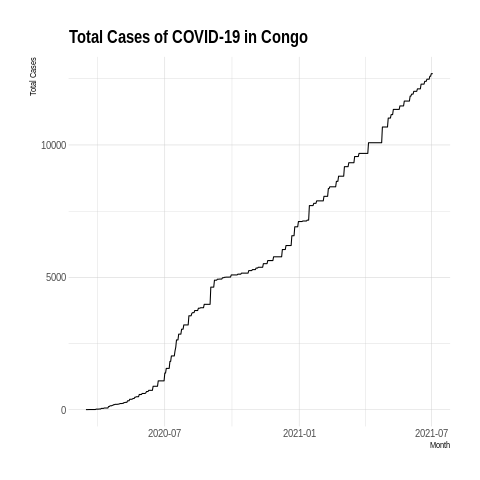 Total Cases of COVID-19 in Congo
Total Cases
10000
5000
0
2020-07
2021-01
2021-07
Month